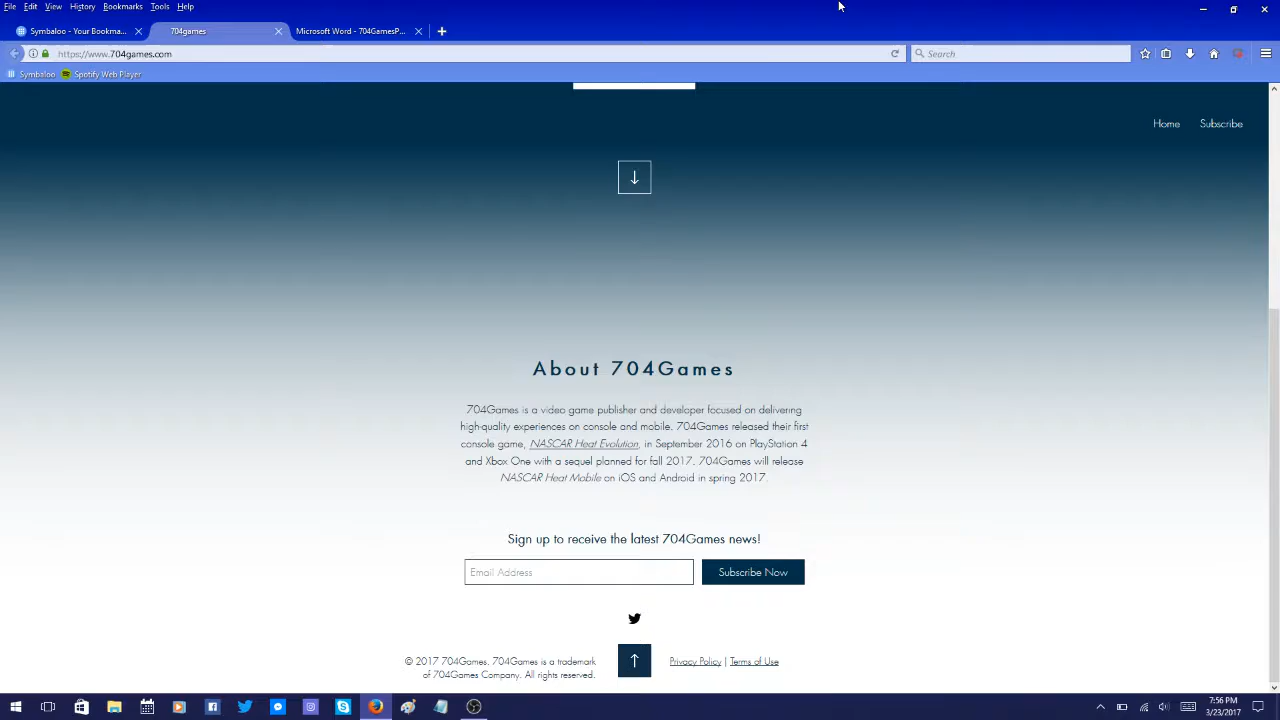 File Edit View History Bookmarks Tools Help
Symbaloo - Your Bookma...
704games
Microsoft Word - 704GamesP...
https://www.704games.com
Search
Symbaloo Spotify Web Player
Home Subscribe
About 704Games
704Games is a video game publisher and developer focused on delivering
high-quality experiences on console and mobile. 704Games released their first
console game, NASCAR Heat Evolution, in September 2016 on PlayStation 4
and Xbox One with a sequel planned for fall 2017. 704Games will release
NASCAR Heat Mobile on iOS and Android in spring 2017.
Sign up to receive the latest 704Games news!
Email Address
Subscribe Now
© 2017 704Games. 704Games is a trademark
of 704Games Company. All rights reserved.
Privacy Policy | Terms of Use
7:56 PM
3/23/2017